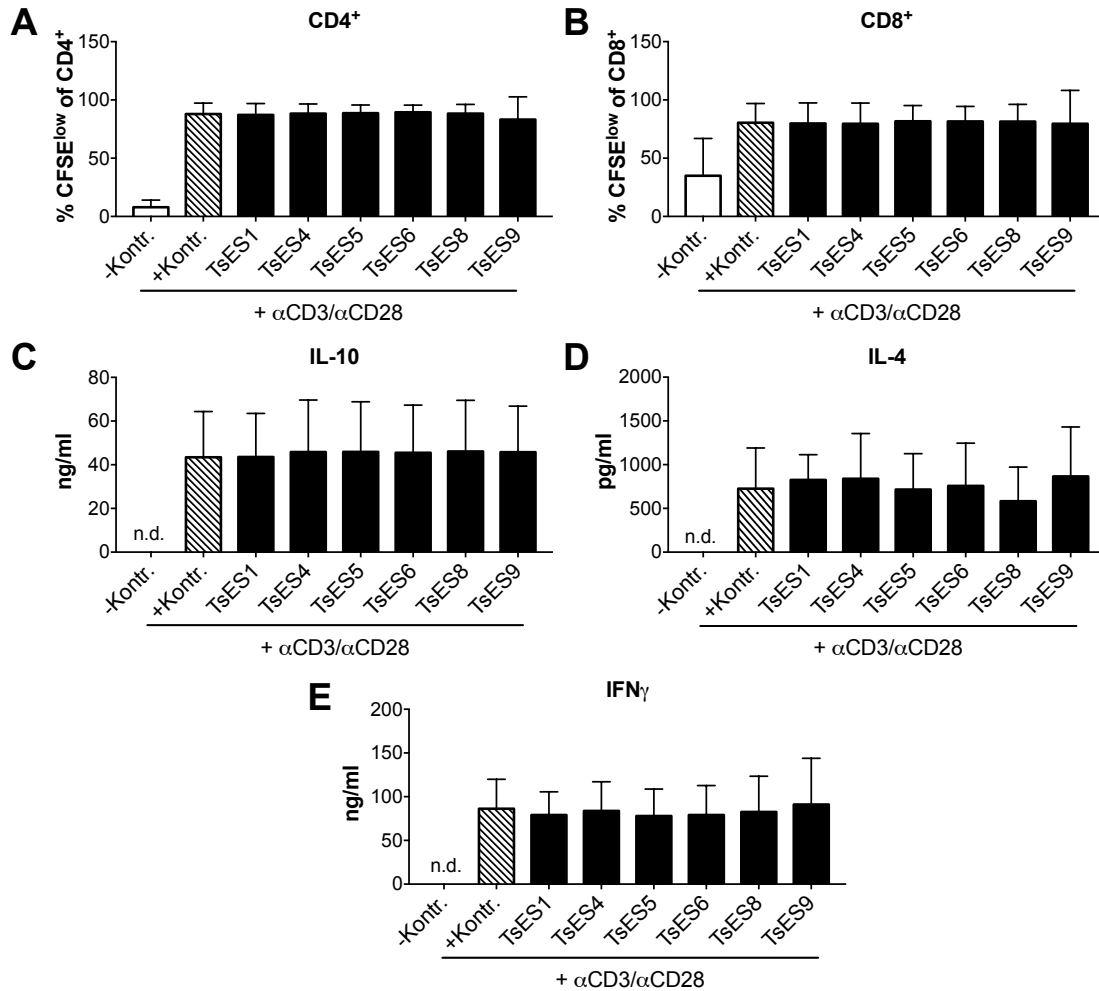 A
CD4⁺
% CFSEˡᵒʷ of CD4⁺
150
100
50
0
-Kontr.
+Kontr.
TsES1
TsES4
TsES5
TsES6
TsES8
TsES9
+ αCD3/αCD28
B
CD8⁺
% CFSEˡᵒʷ of CD8⁺
150
100
50
0
-Kontr.
+Kontr.
TsES1
TsES4
TsES5
TsES6
TsES8
TsES9
+ αCD3/αCD28
C
IL-10
ng/ml
80
60
40
20
0
n.d.
-Kontr.
+Kontr.
TsES1
TsES4
TsES5
TsES6
TsES8
TsES9
+ αCD3/αCD28
D
IL-4
pg/ml
2000
1500
1000
500
0
n.d.
-Kontr.
+Kontr.
TsES1
TsES4
TsES5
TsES6
TsES8
TsES9
+ αCD3/αCD28
E
IFNγ
ng/ml
200
150
100
50
0
n.d.
-Kontr.
+Kontr.
TsES1
TsES4
TsES5
TsES6
TsES8
TsES9
+ αCD3/αCD28